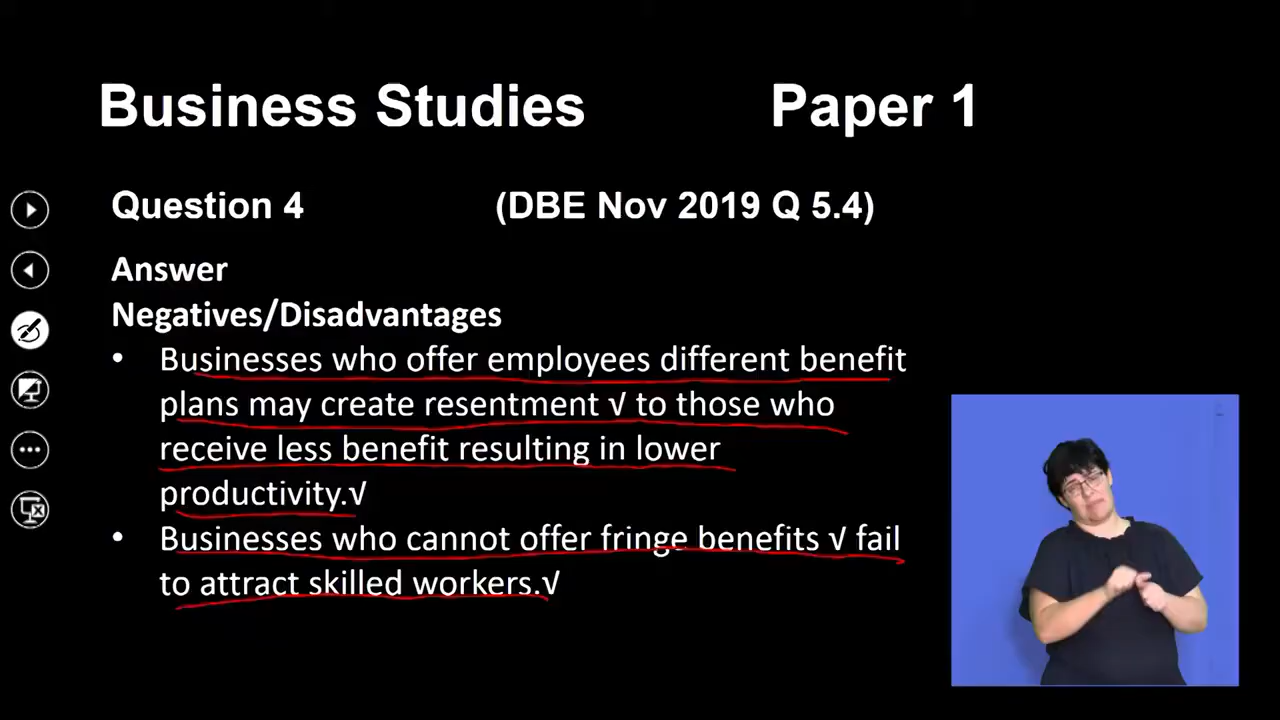 Business Studies Paper 1
Question 4 (DBE Nov 2019 Q 5.4)
Answer
Negatives/Disadvantages
• Businesses who offer employees different benefit
plans may create resentment √ to those who
receive less benefit resulting in lower
productivity.√
• Businesses who cannot offer fringe benefits √ fail
to attract skilled workers.√